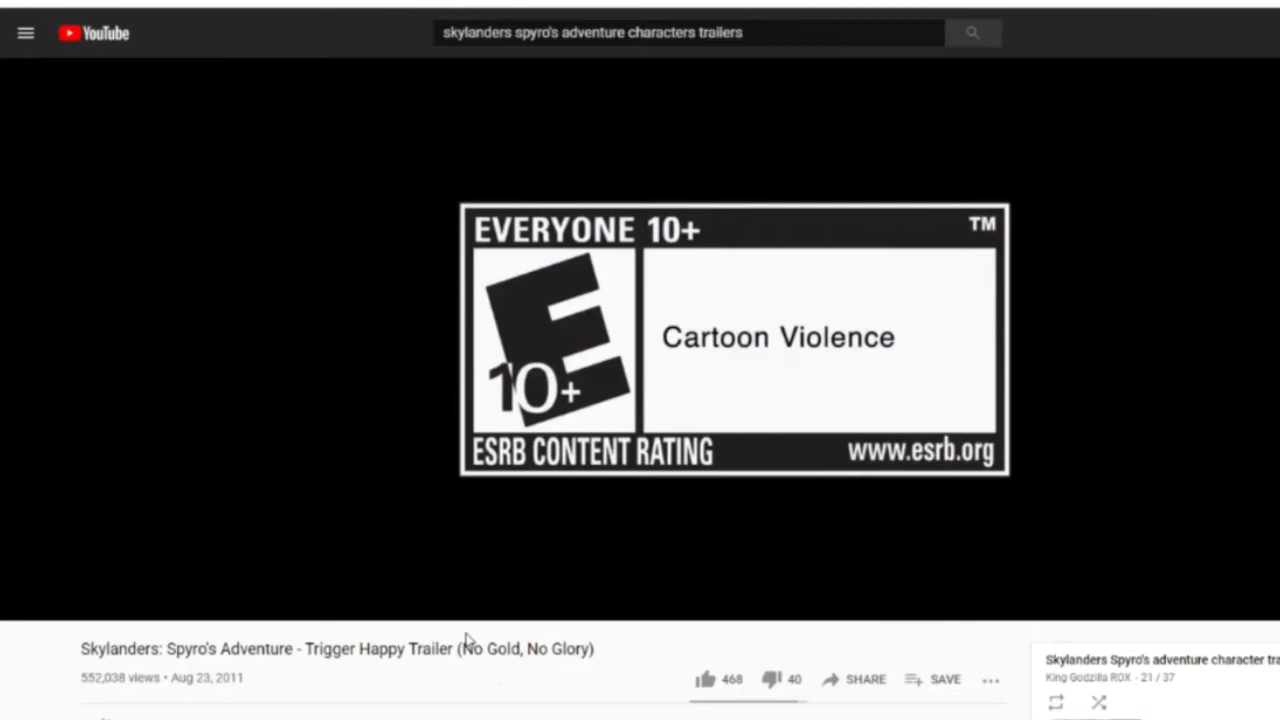 YouTube
skylanders spyro's adventure characters trailers
EVERYONE 10+
TM
E
10+
Cartoon Violence
ESRB CONTENT RATING
www.esrb.org
Skylanders: Spyro's Adventure - Trigger Happy Trailer (No Gold, No Glory)
552,038 views • Aug 23, 2011
468
40
SHARE
SAVE
Skylanders Spyro's adventure character tra
King Godzilla ROX - 21 / 37